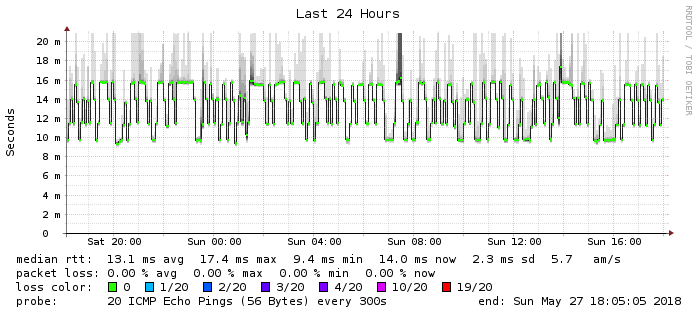 Last 24 Hours
RRDTOOL / TOBI OETIKER
Seconds
20 m
18 m
16 m
14 m
12 m
10 m
8 m
6 m
4 m
2 m
0
Sat 20:00 Sun 00:00 Sun 04:00 Sun 08:00 Sun 12:00 Sun 16:00
median rtt: 13.1 ms avg 17.4 ms max 9.4 ms min 14.0 ms now 2.3 ms sd 5.7 am/s
packet loss: 0.00 % avg 0.00 % max 0.00 % min 0.00 % now
loss color: 0 1/20 2/20 3/20 4/20 10/20 19/20
probe: 20 ICMP Echo Pings (56 Bytes) every 300s end: Sun May 27 18:05:05 2018